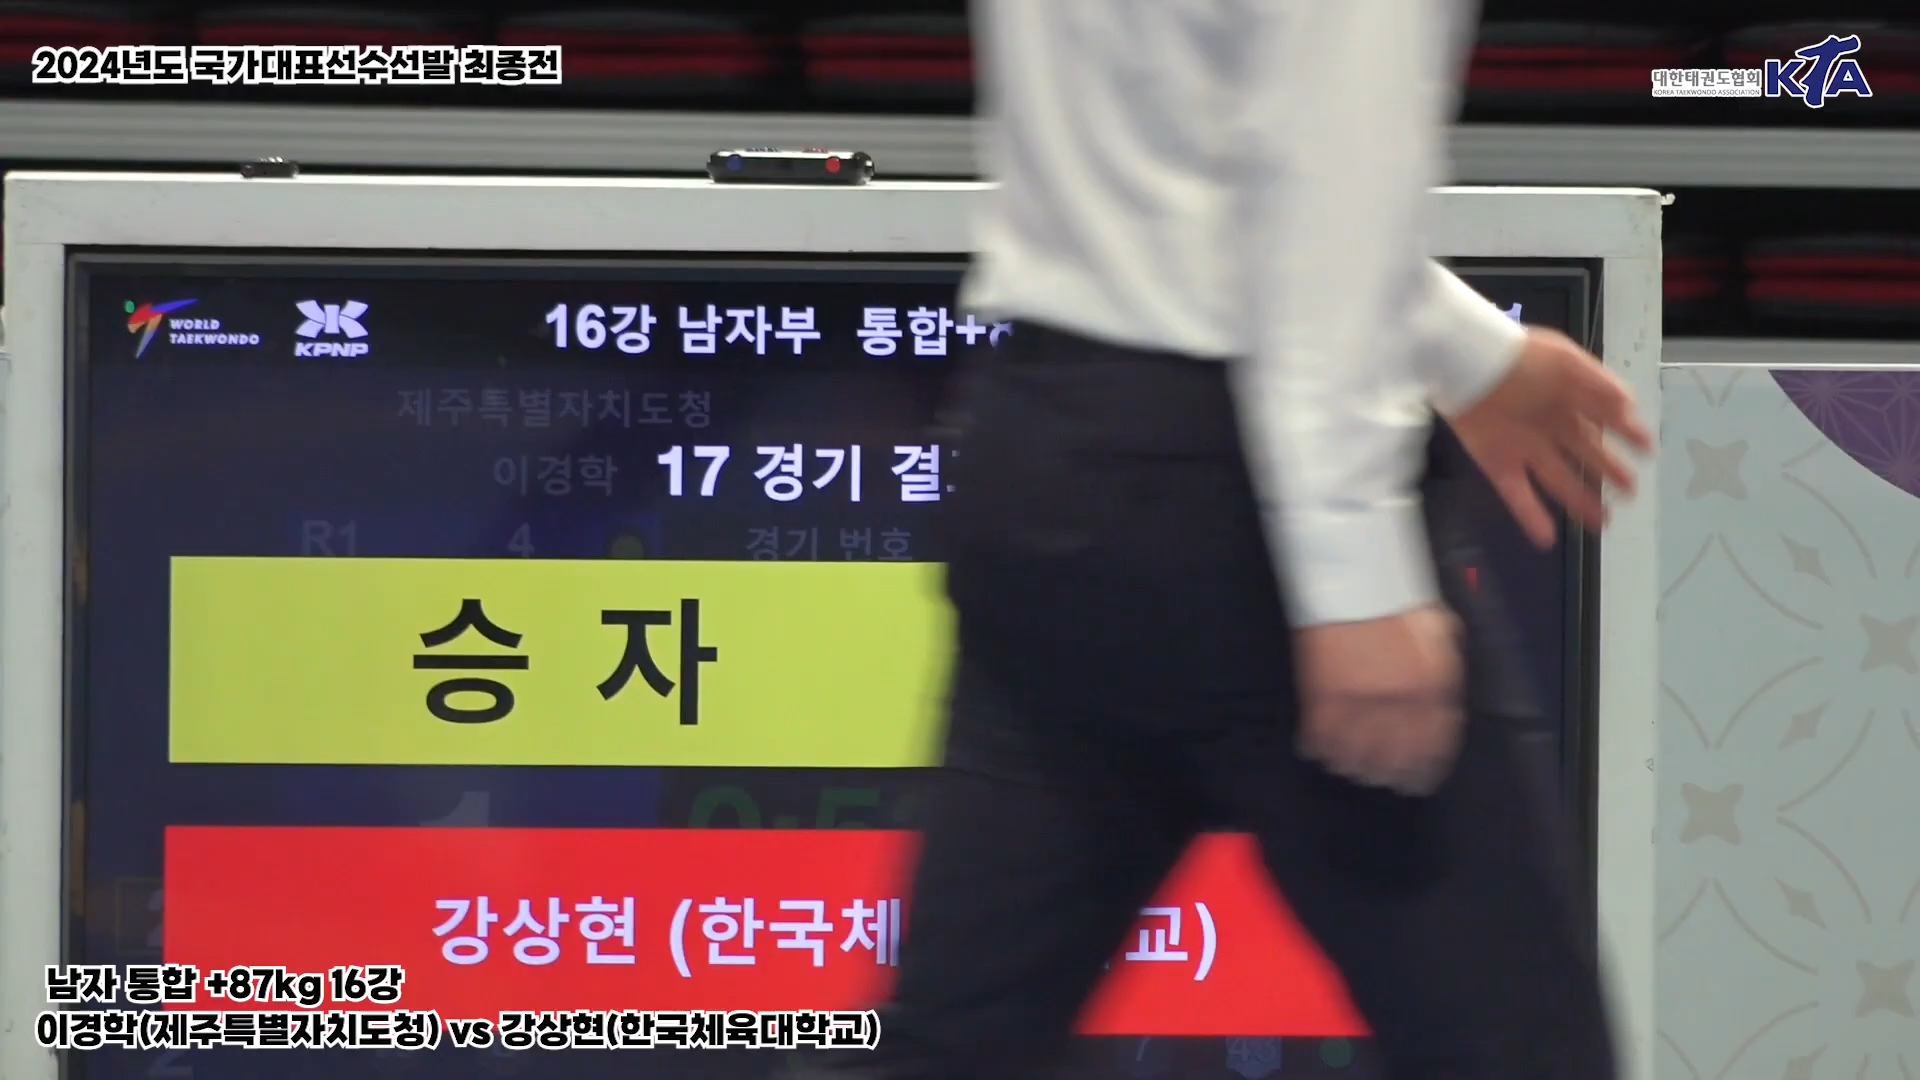 2024년도 국가대표선수선발 최종전
대한태권도협회 KTA
KOREA TAEKWONDO ASSOCIATION
WORLD
TAEKWONDO
KPNP
16강 남자부 통합+
제주특별자치도청
이경학 17 경기
R1 4 경기 번호
승 자
강상현 (한국체 교)
남자 통합 +87kg 16강
이경학(제주특별자치도청) vs 강상현(한국체육대학교)